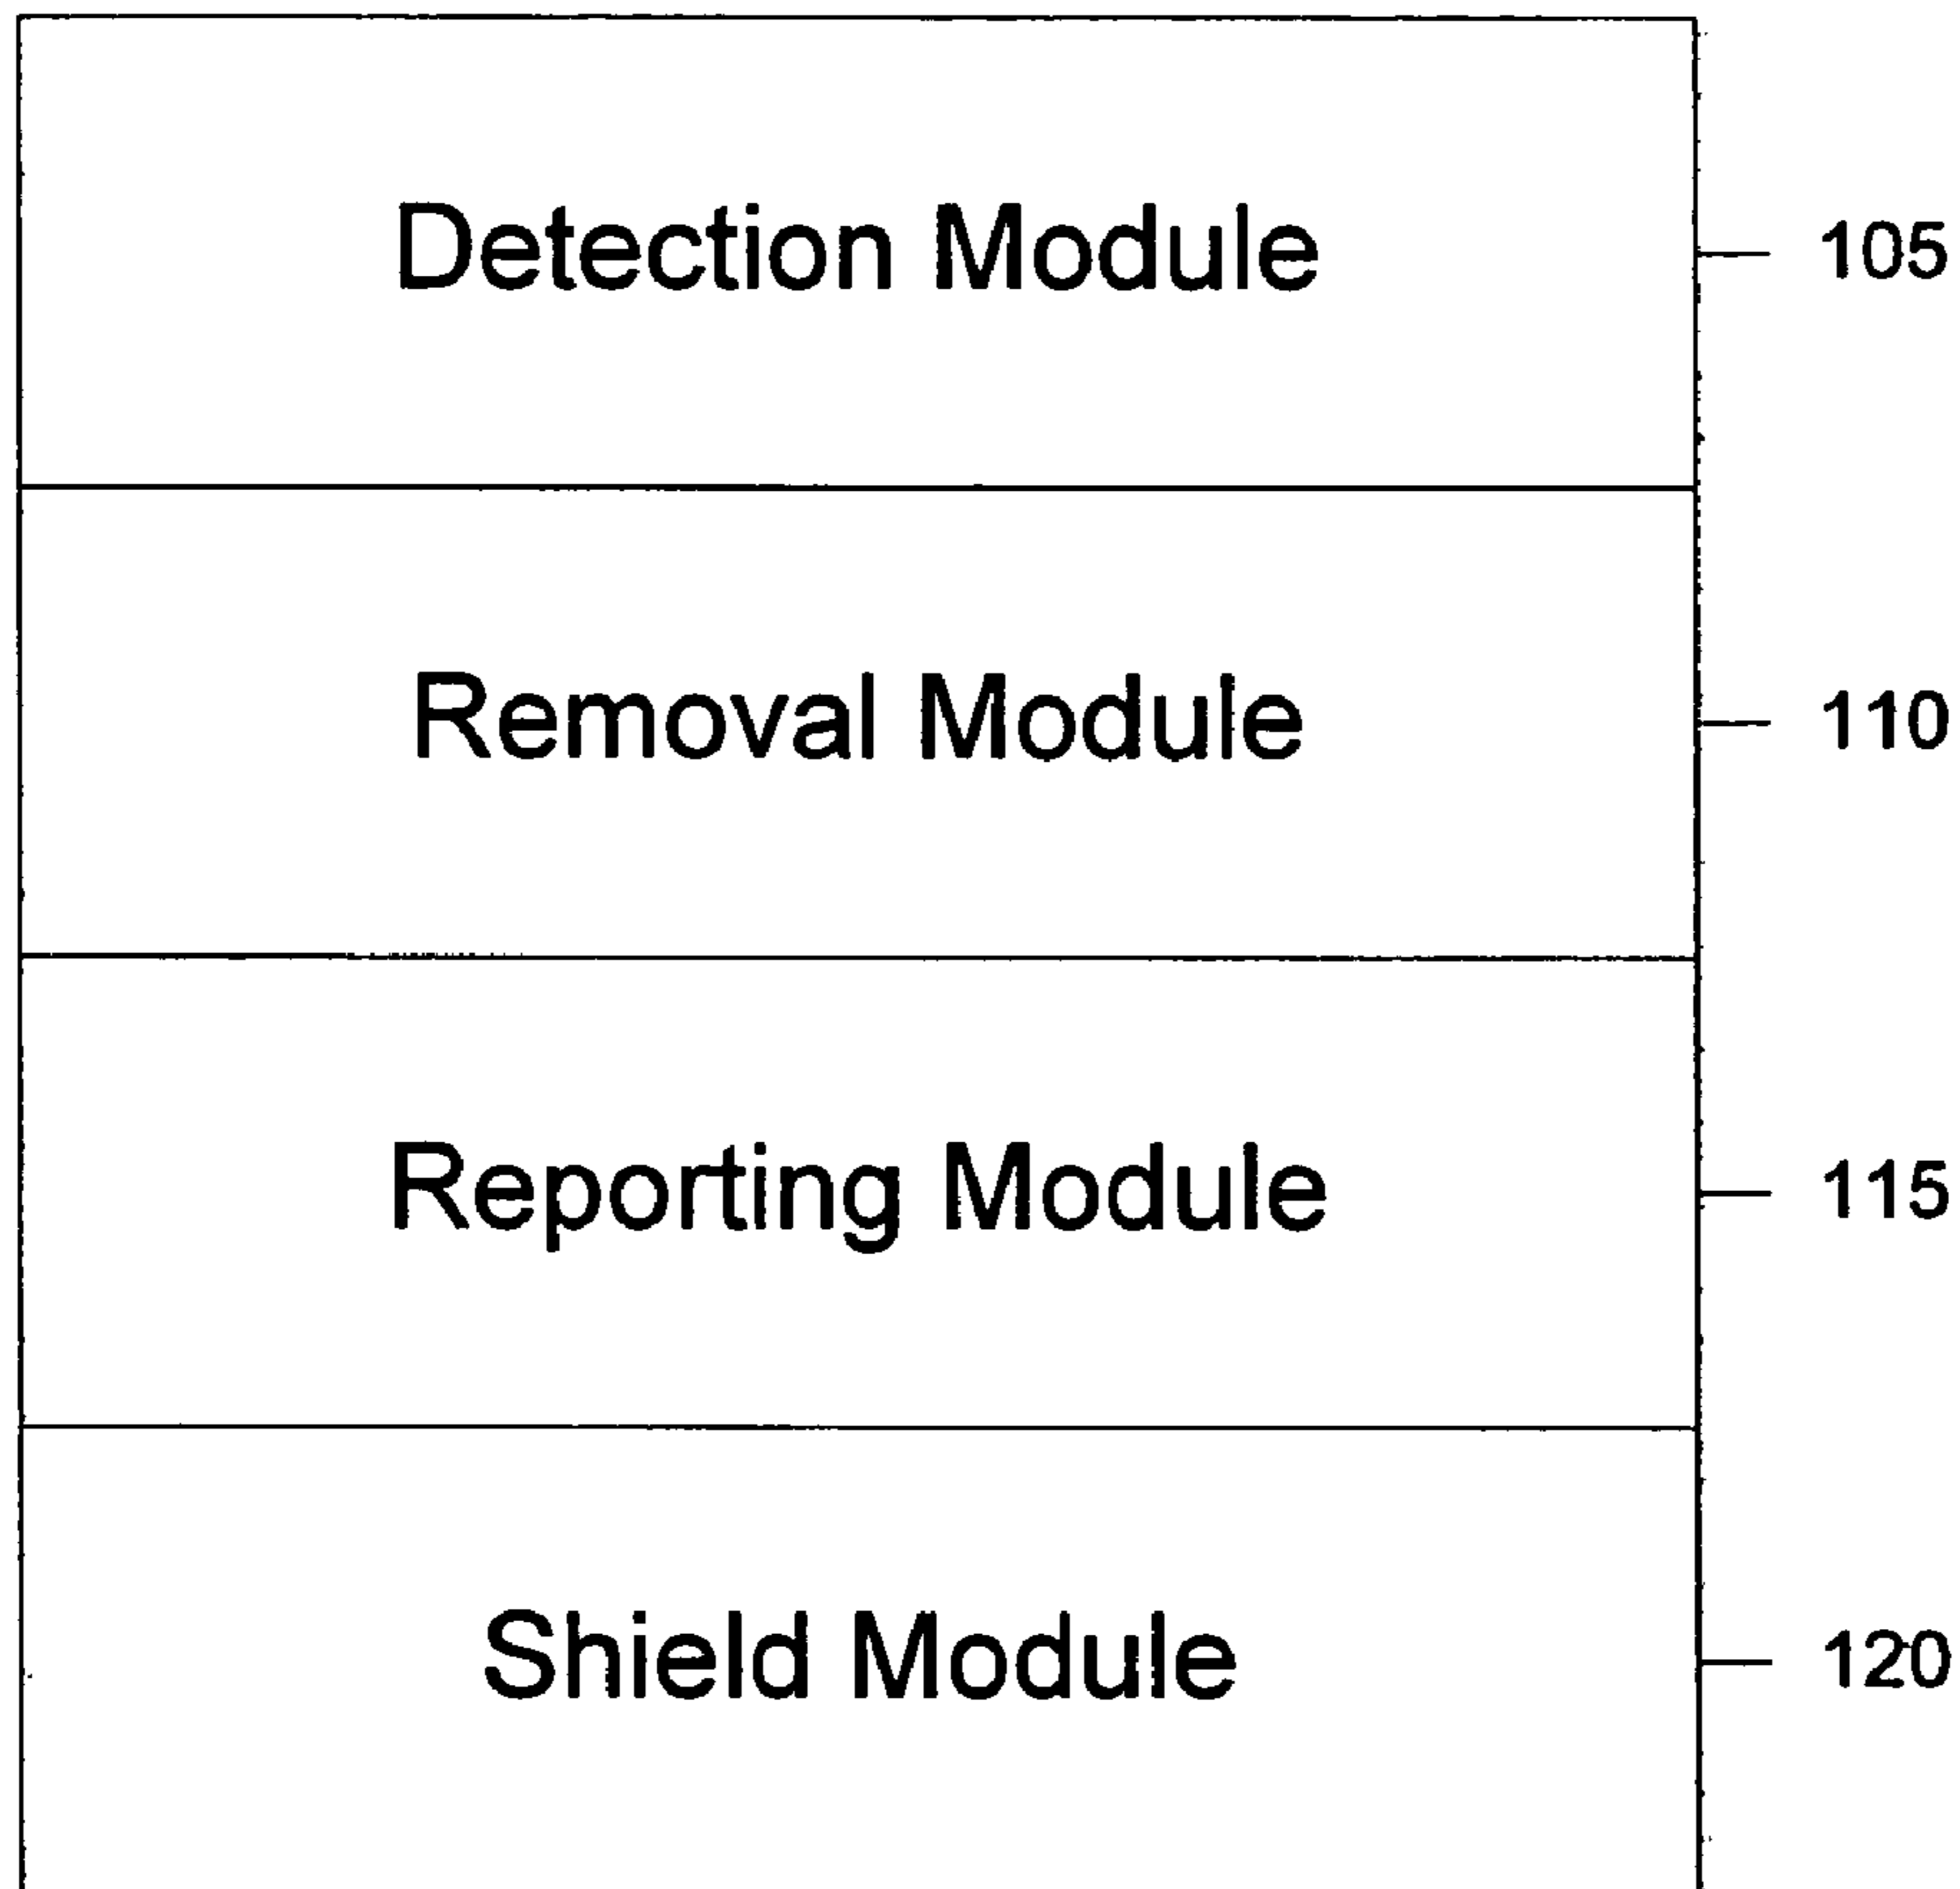 Detection Module 105
Removal Module 110
Reporting Module 115
Shield Module 120